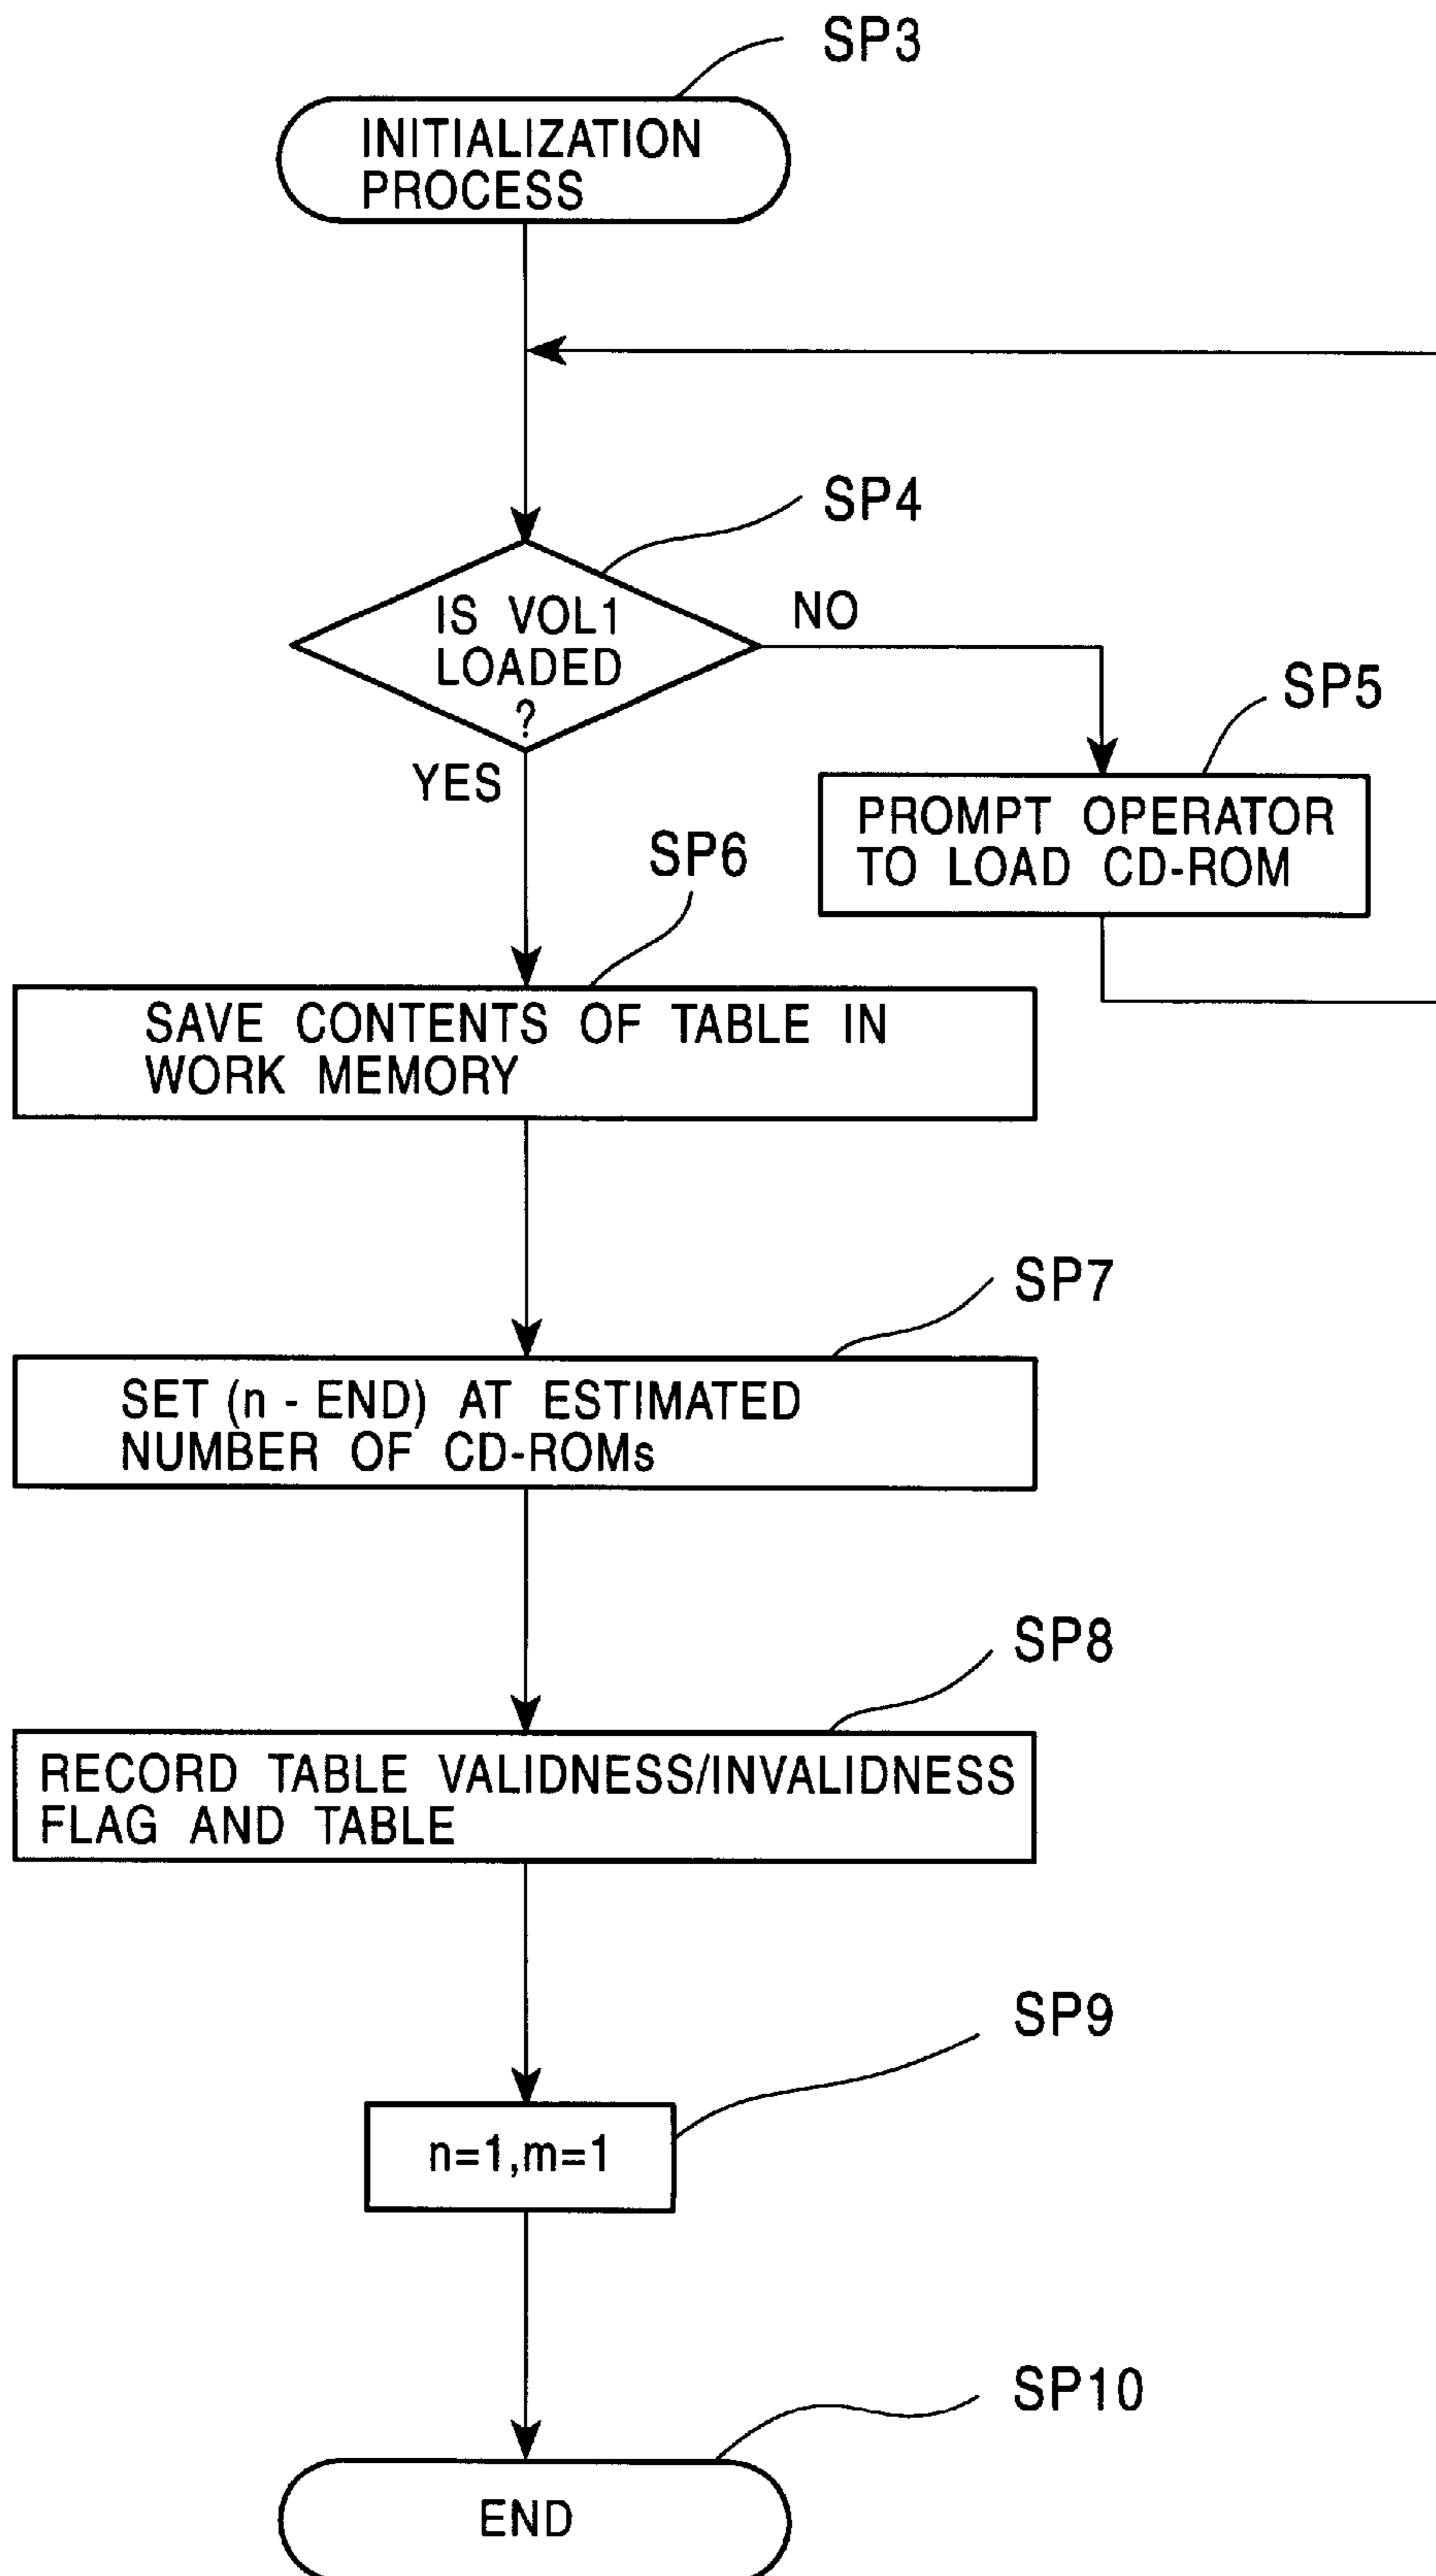 SP3
INITIALIZATION
PROCESS
SP4
IS VOL1
LOADED
?
NO
YES
SP5
PROMPT OPERATOR
TO LOAD CD-ROM
SP6
SAVE CONTENTS OF TABLE IN
WORK MEMORY
SP7
SET (n - END) AT ESTIMATED
NUMBER OF CD-ROMs
SP8
RECORD TABLE VALIDNESS/INVALIDNESS
FLAG AND TABLE
SP9
n=1,m=1
SP10
END